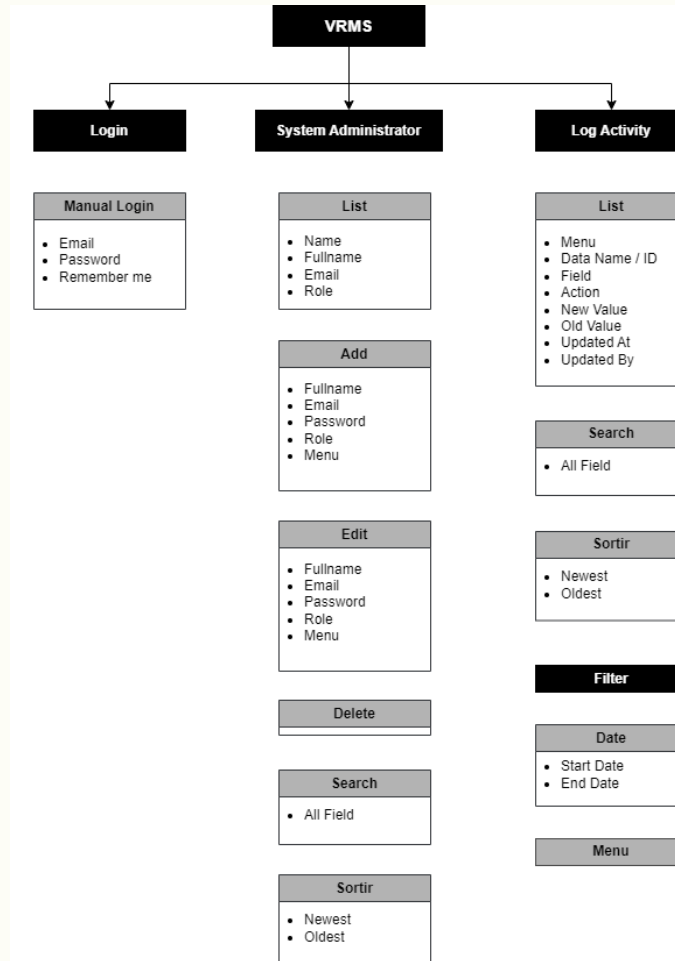 VRMS
Login
Manual Login
Email
Password
Remember me
System Administrator
List
Name
Fullname
Email
Role
Add
Fullname
Email
Password
Role
Menu
Edit
Fullname
Email
Password
Role
Menu
Delete
Search
All Field
Sortir
Newest
Oldest
Log Activity
List
Menu
Data Name / ID
Field
Action
New Value
Old Value
Updated At
Updated By
Search
All Field
Sortir
Newest
Oldest
Filter
Date
Start Date
End Date
Menu